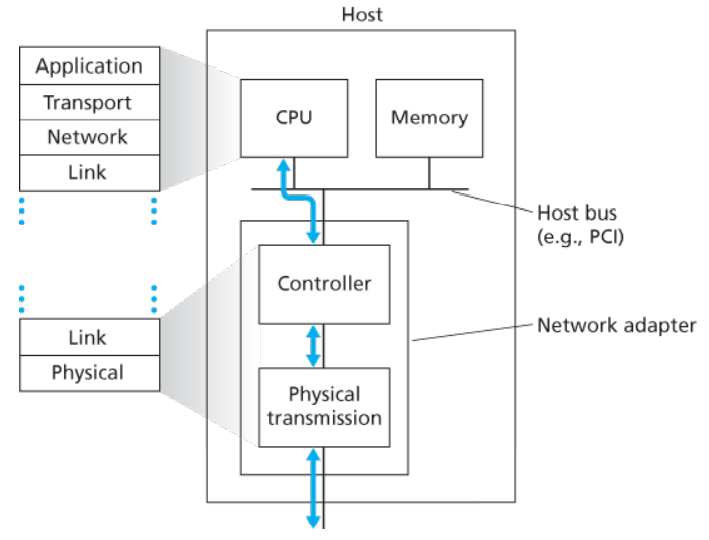 Host
Application
Transport
Network
Link
CPU
Memory
Host bus
(e.g., PCI)
Controller
Network adapter
Link
Physical
Physical
transmission